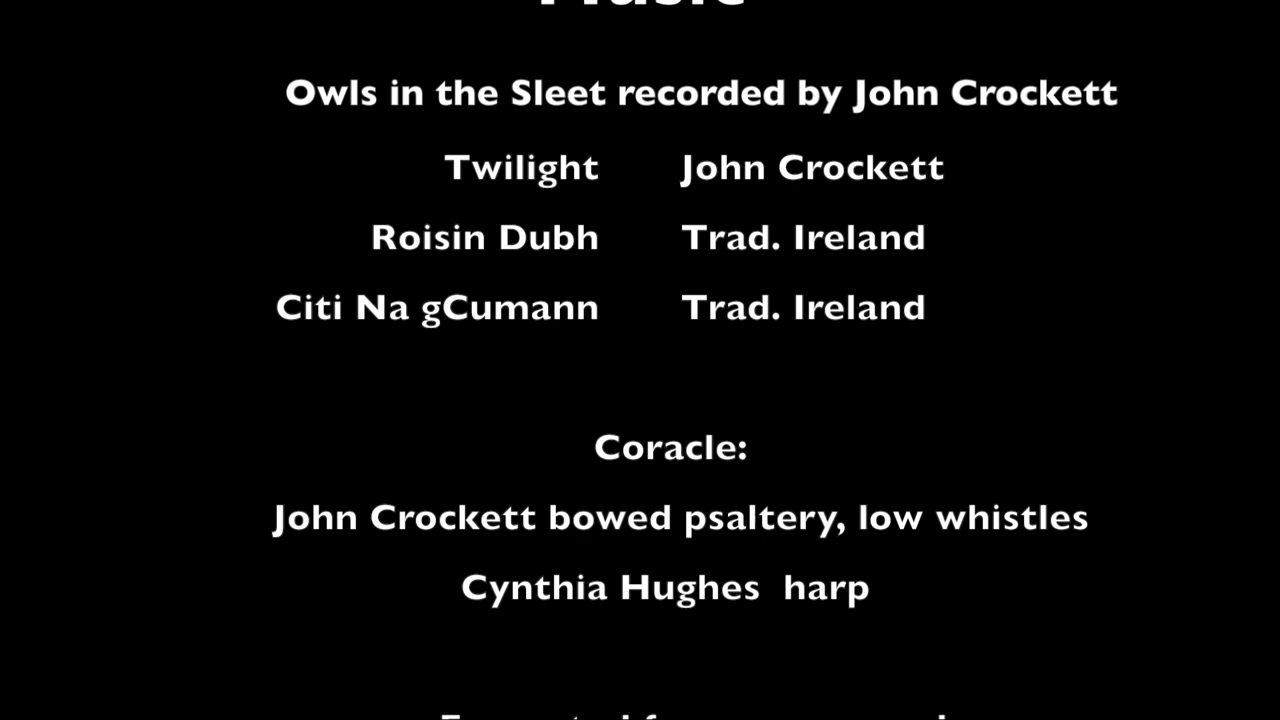 Music
Owls in the Sleet recorded by John Crockett
Twilight John Crockett
Roisin Dubh Trad. Ireland
Citi Na gCumann Trad. Ireland
Coracle:
John Crockett bowed psaltery, low whistles
Cynthia Hughes harp